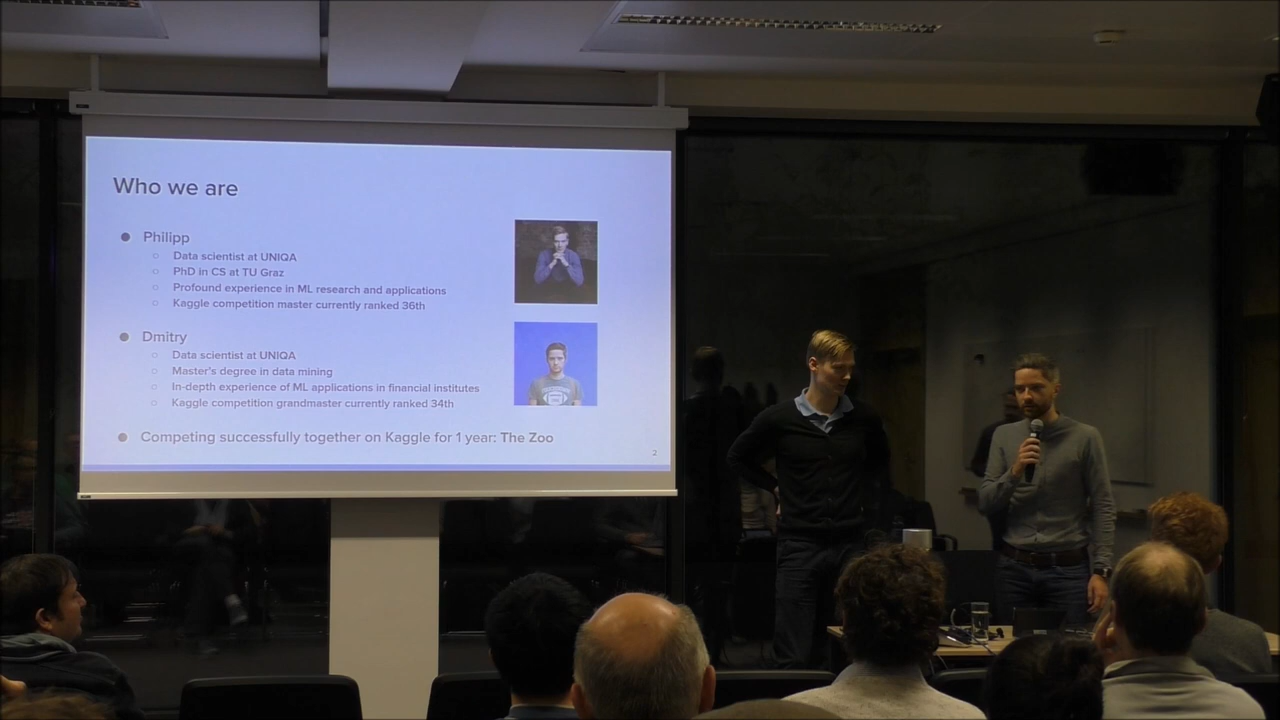 Who we are
● Philipp
○ Data scientist at UNIQA
○ PhD in CS at TU Graz
○ Profound experience in ML research and applications
○ Kaggle competition master currently ranked 36th
● Dmitry
○ Data scientist at UNIQA
○ Master's degree in data mining
○ In-depth experience of ML applications in financial institutes
○ Kaggle competition grandmaster currently ranked 34th
● Competing successfully together on Kaggle for 1 year: The Zoo
2